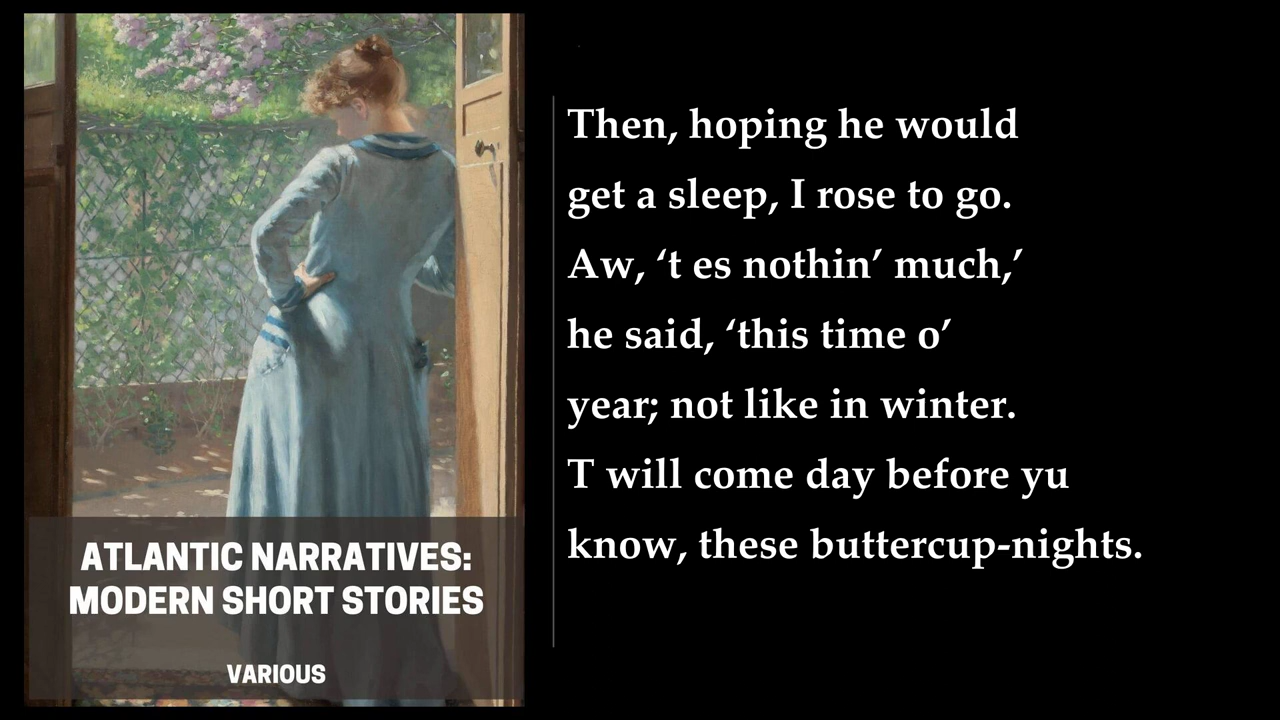 ATLANTIC NARRATIVES:
MODERN SHORT STORIES
VARIOUS
Then, hoping he would
get a sleep, I rose to go.
Aw, ‘t es nothin’ much,’
he said, ‘this time o’
year; not like in winter.
T will come day before yu
know, these buttercup-nights.